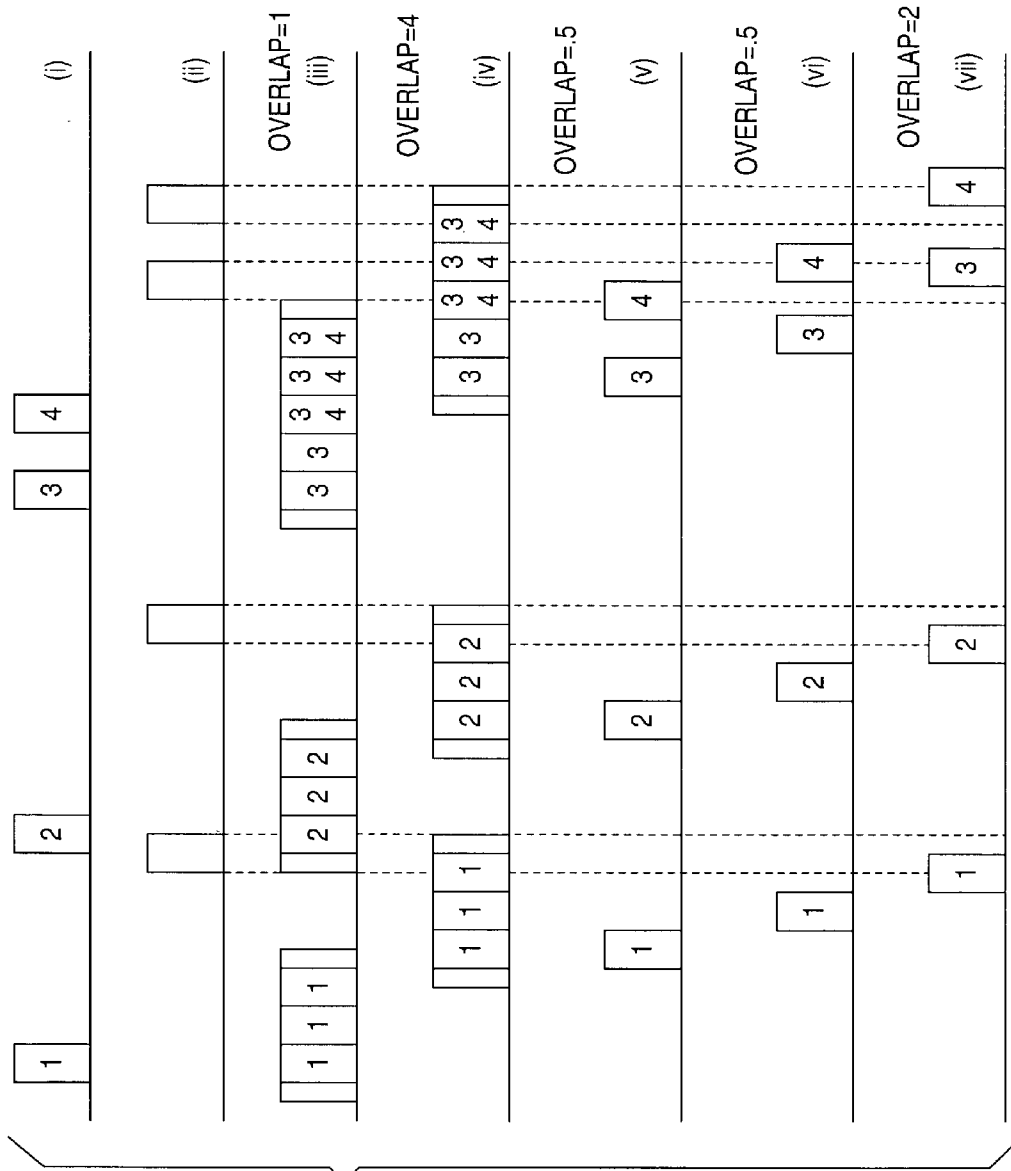 1 2 3 4 (i)
(ii)
OVERLAP=1
1 1 1 2 2 2 3 3 3 3 3
4 4 4
(iii)
OVERLAP=4
1 1 1 2 2 2 3 3 3 3 3
4 4 4
(iv)
OVERLAP=.5
1 2 3 4 (v)
OVERLAP=.5
1 2 3 4 (vi)
OVERLAP=2
1 2 3 4 (vii)